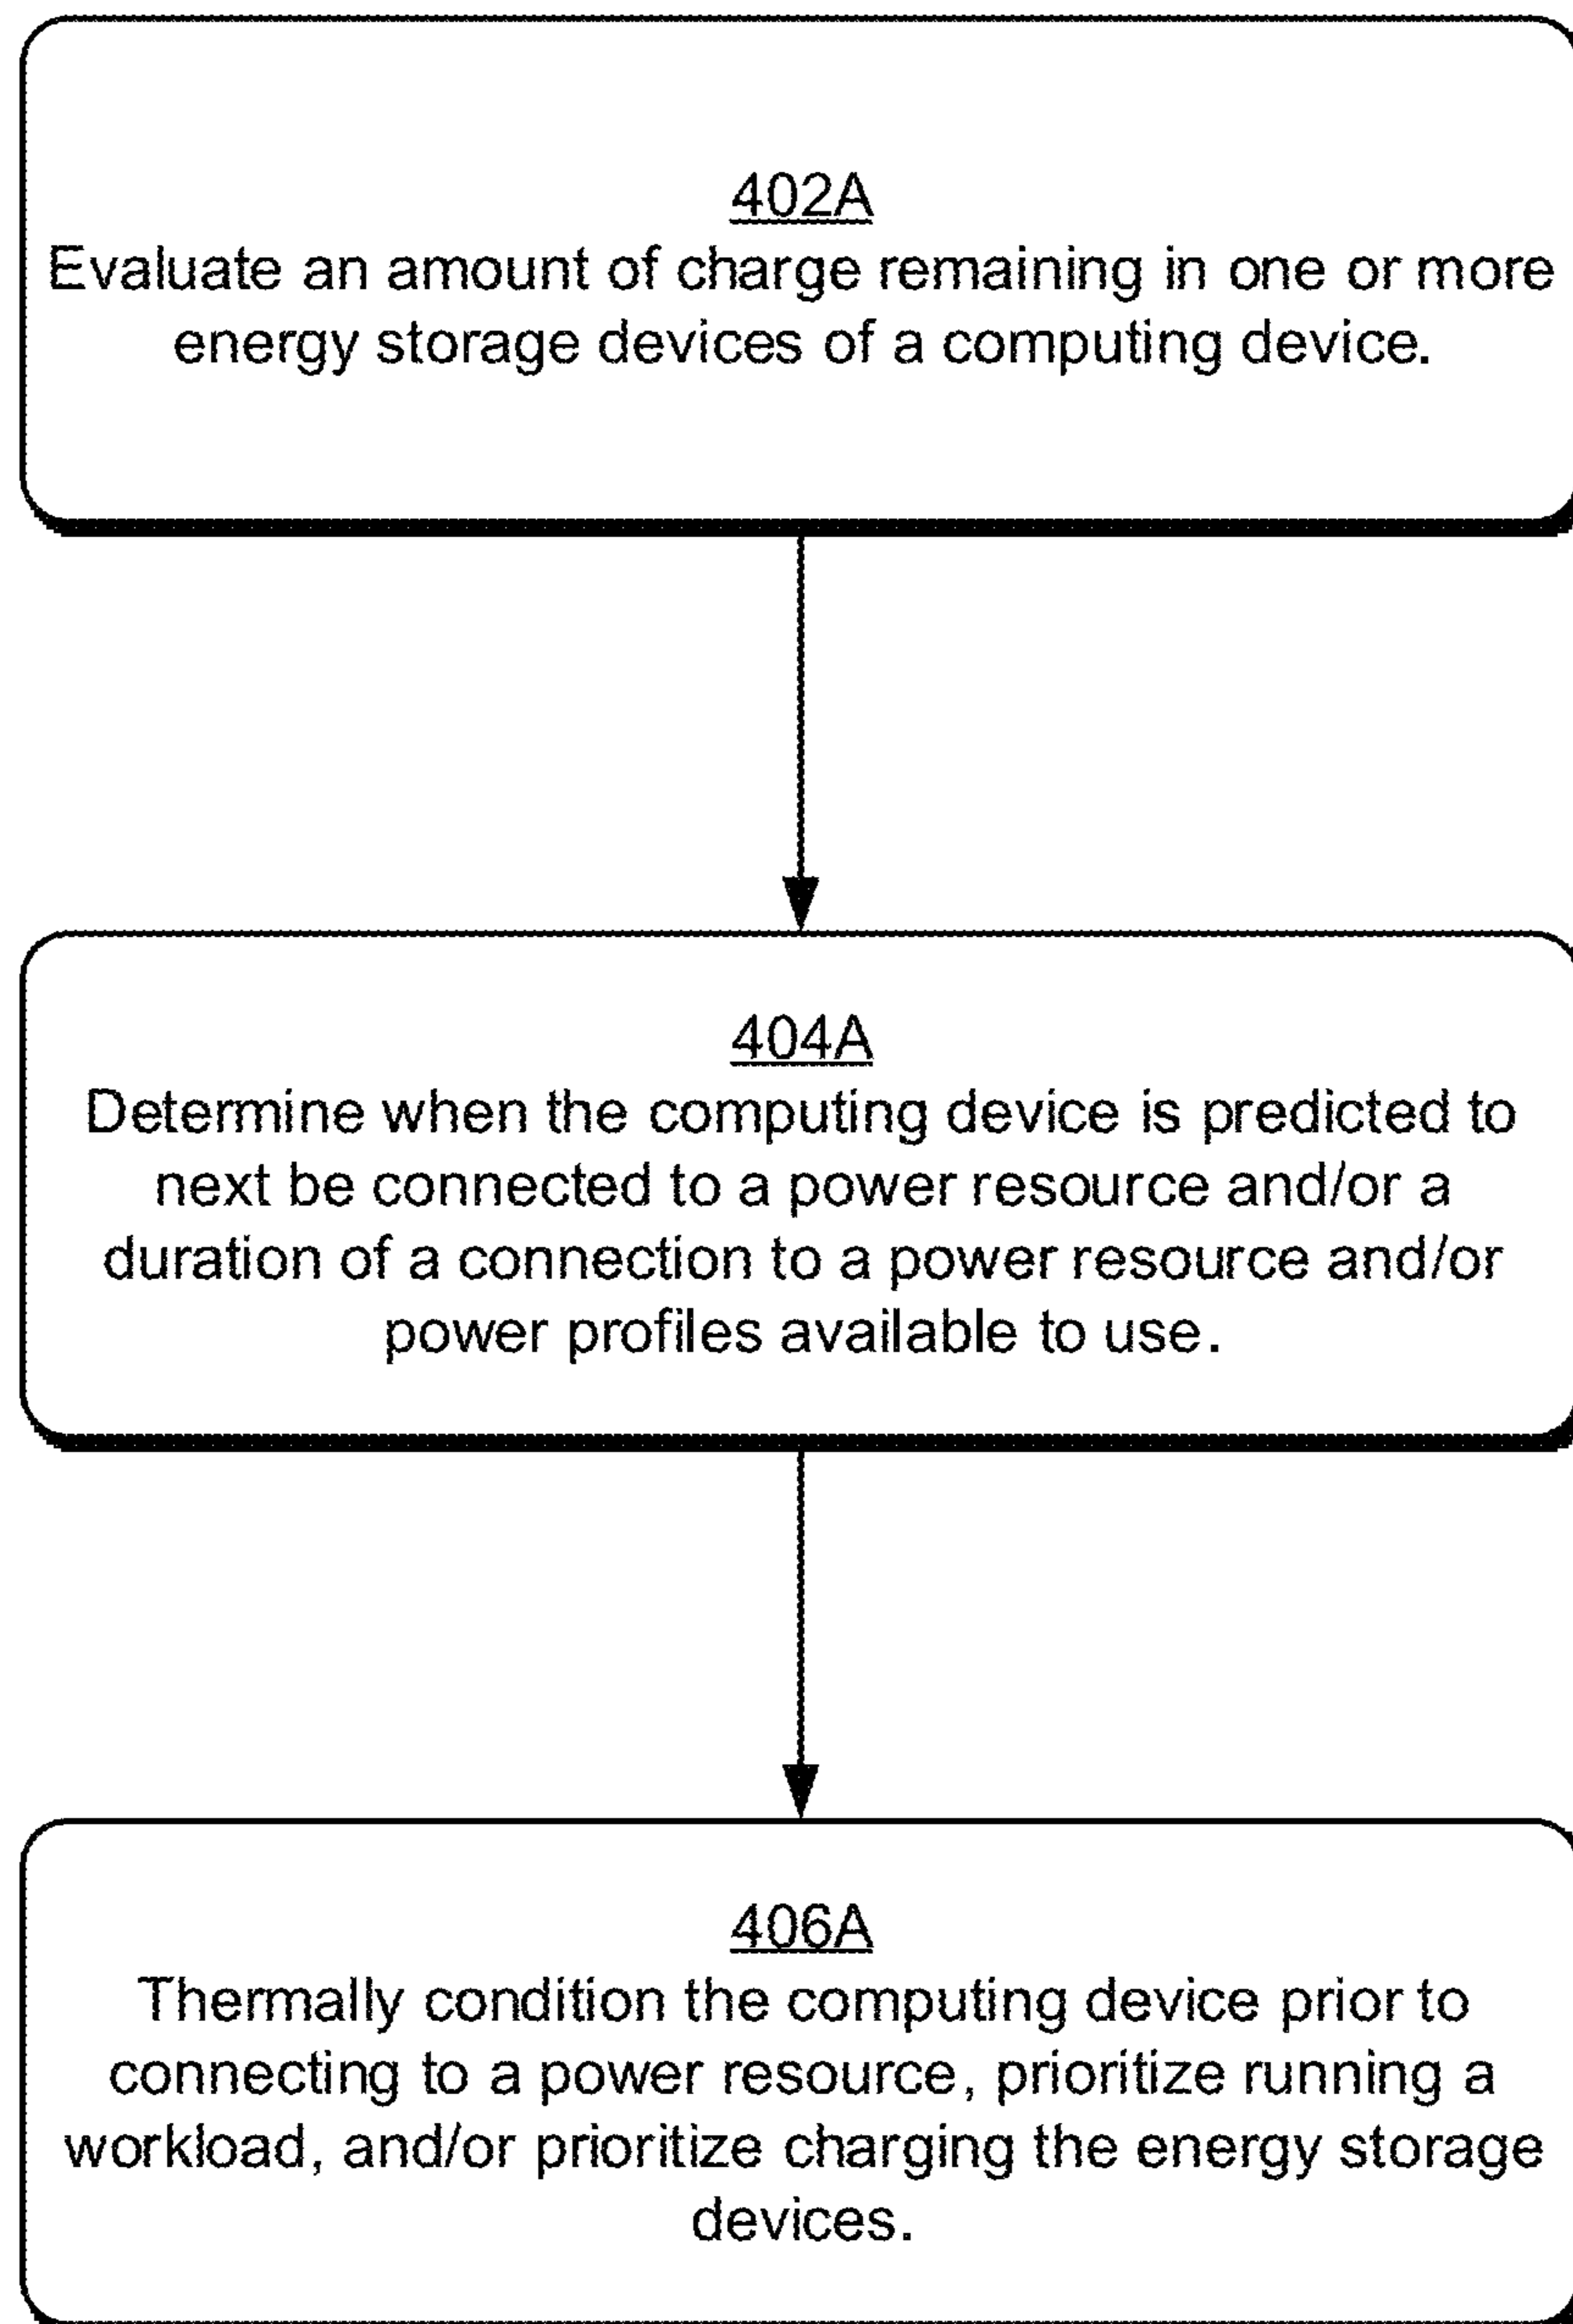 402A
Evaluate an amount of charge remaining in one or more
energy storage devices of a computing device.
404A
Determine when the computing device is predicted to
next be connected to a power resource and/or a
duration of a connection to a power resource and/or
power profiles available to use.
406A
Thermally condition the computing device prior to
connecting to a power resource, prioritize running a
workload, and/or prioritize charging the energy storage
devices.